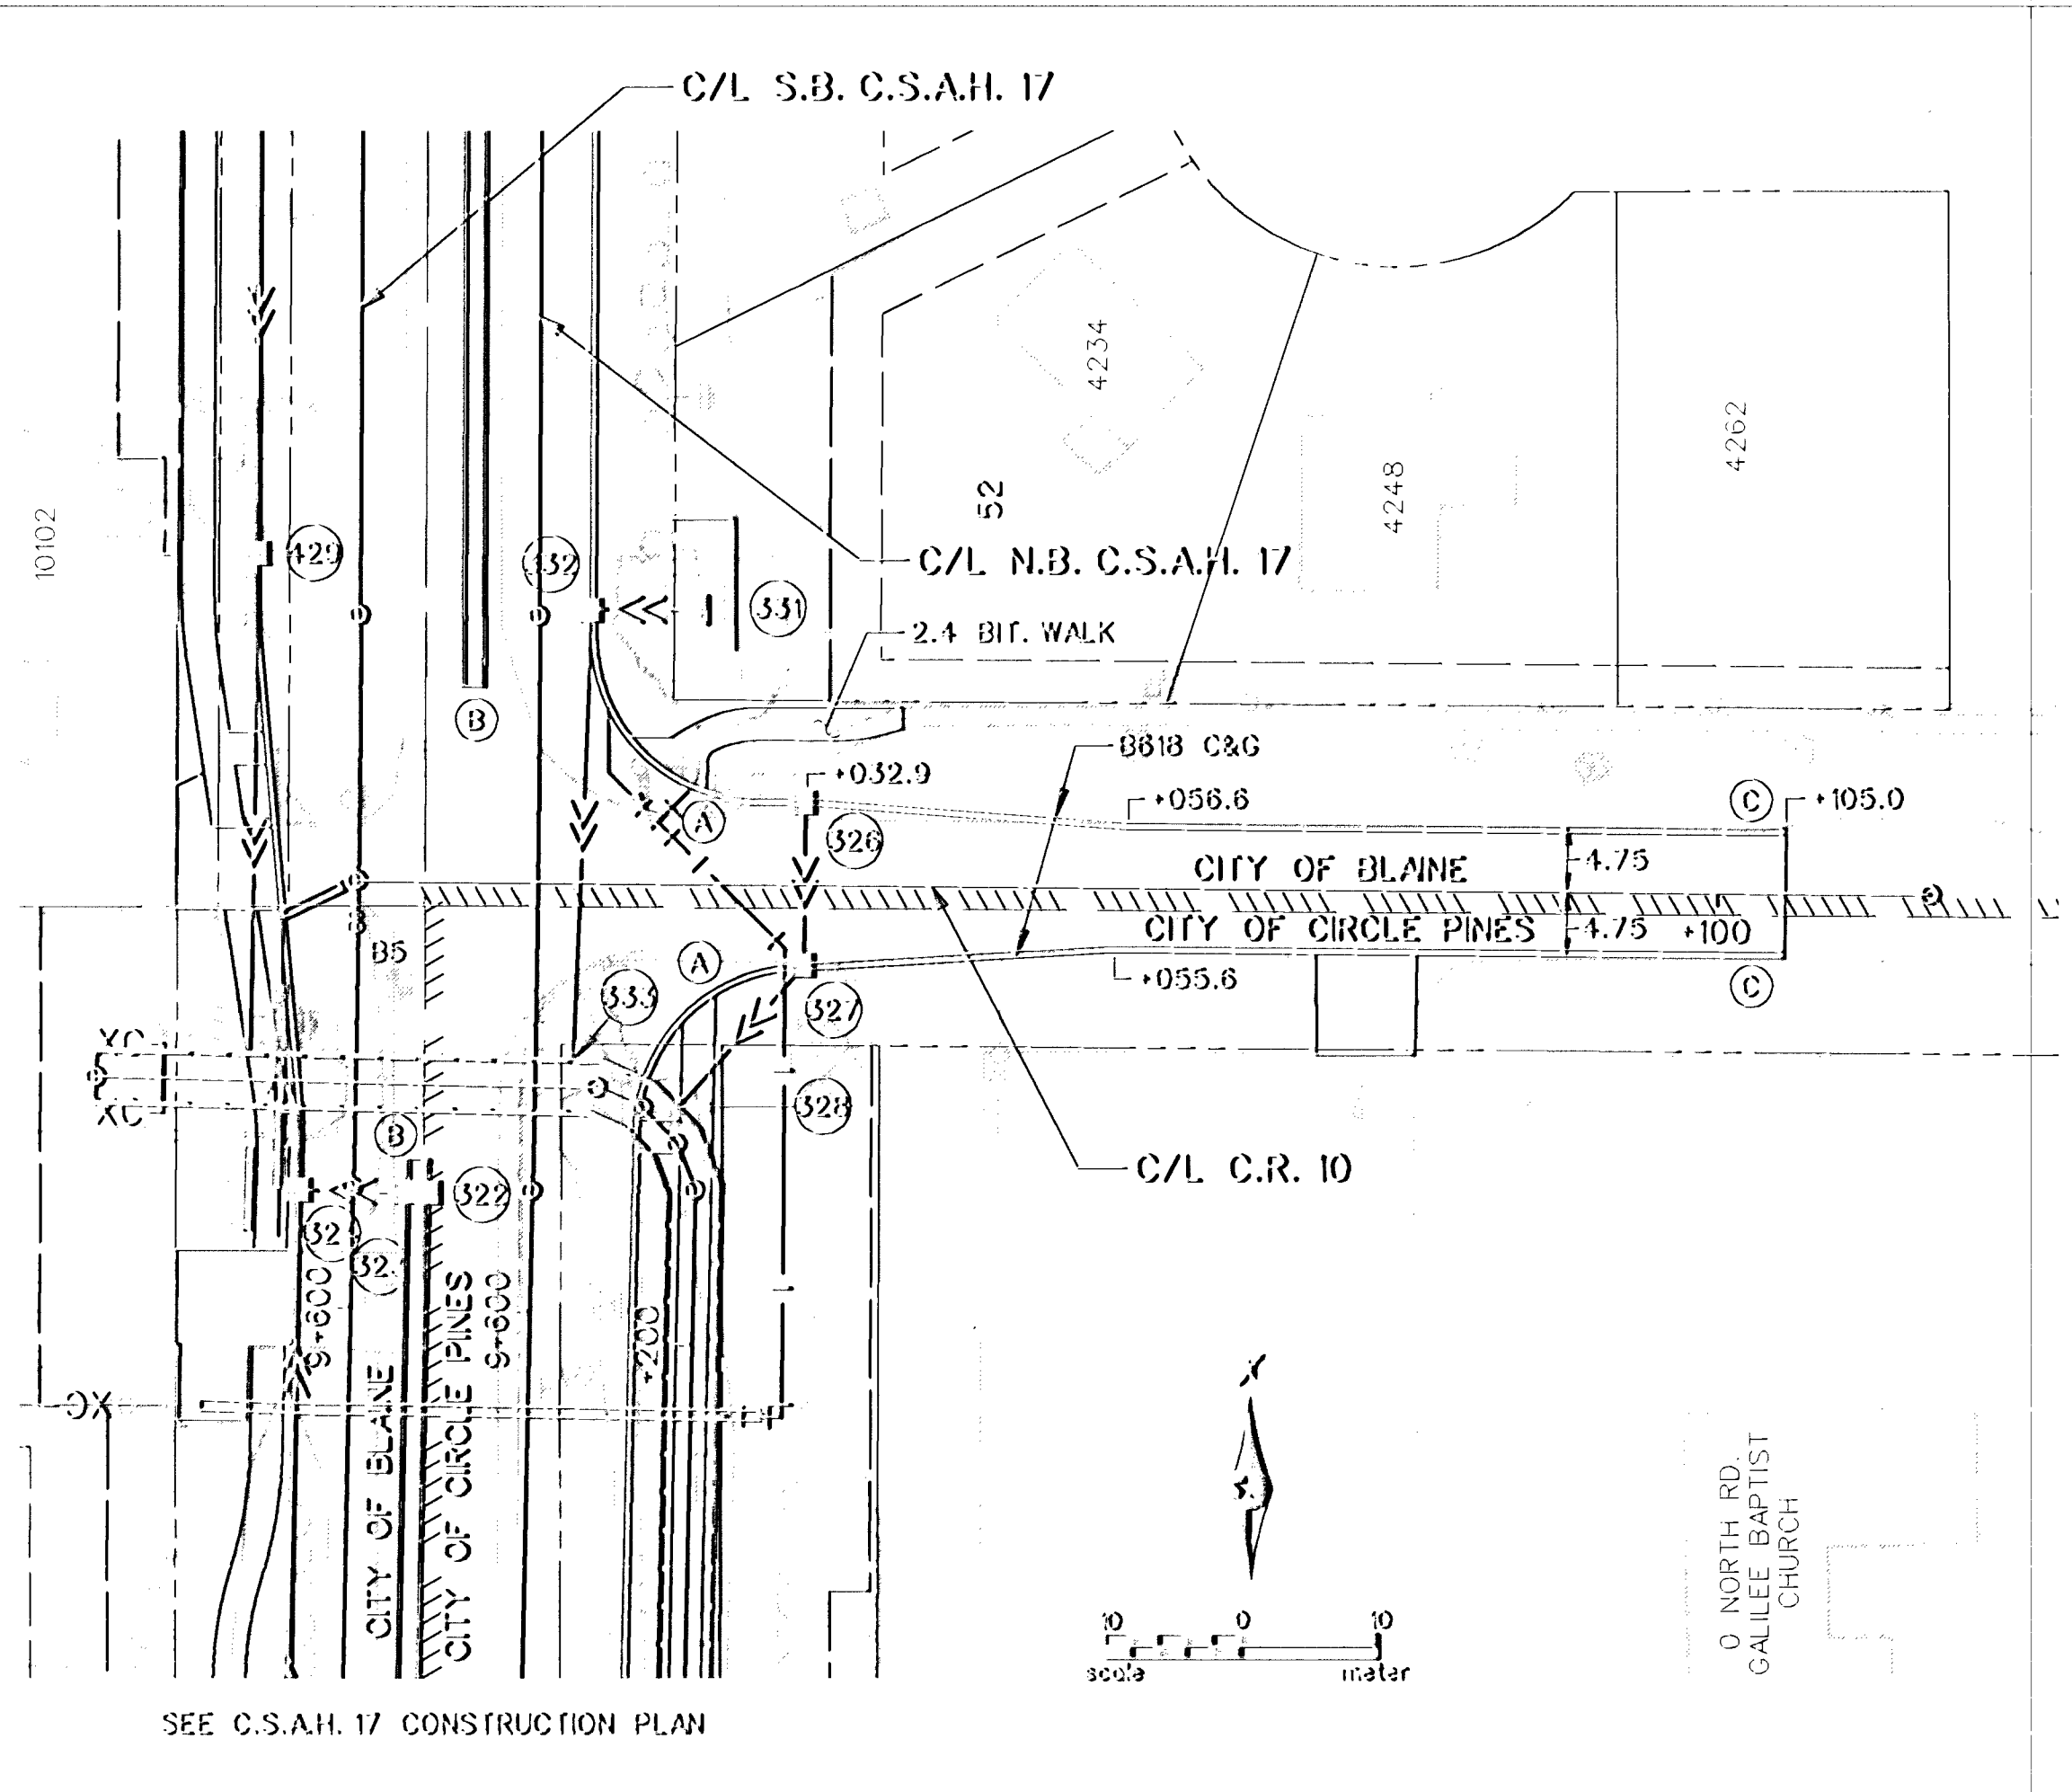 C/L S.B. C.S.A.H. 17
4234
4262
4248
52
10102
429
332
C/L N.B. C.S.A.H. 17
331
2.4 BIT. WALK
B
B618 C&G
+032.9
+056.6
C
+105.0
A
326
CITY OF BLAINE
4.75
CITY OF CIRCLE PINES
4.75
+100
B5
A
+055.6
C
333
327
XC
XC
328
B
C/L C.R. 10
322
9+600
CITY OF BLAINE
CITY OF CIRCLE PINES
9+600
+200
OX
10 0 10
scale meter
0 NORTH RD.
GALILEE BAPTIST
CHURCH
SEE C.S.A.H. 17 CONSTRUCTION PLAN